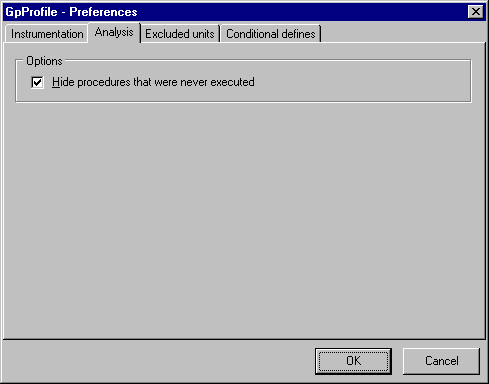 GpProfile - Preferences
Instrumentation Analysis Excluded units Conditional defines
Options
Hide procedures that were never executed
OK Cancel